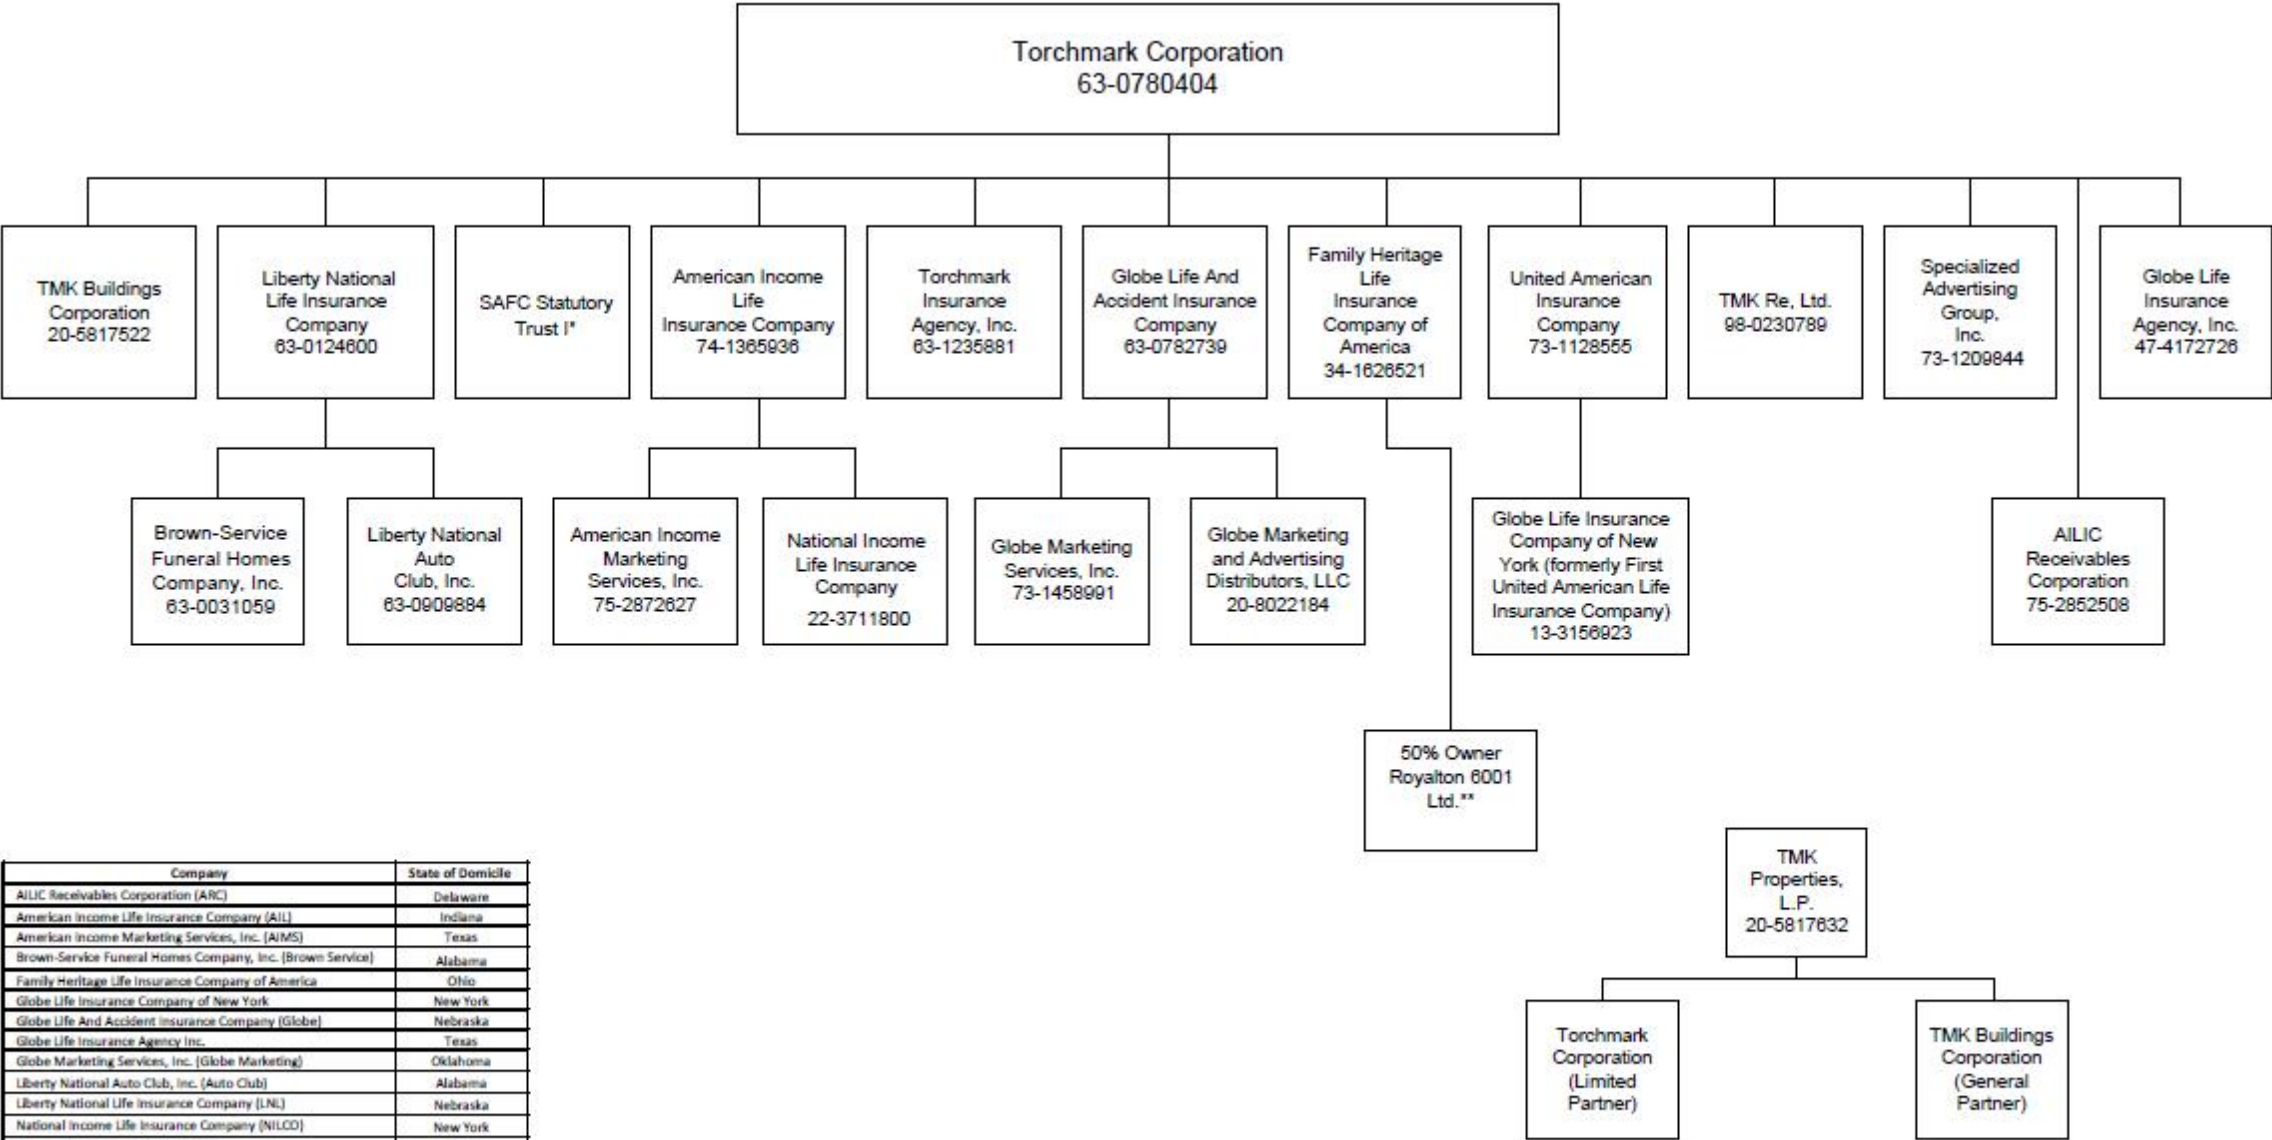 Torchmark Corporation
63-0780404
TMK Buildings
Corporation
20-5817522
Liberty National
Life Insurance
Company
63-0124600
SAFC Statutory
Trust I*
American Income
Life
Insurance Company
74-1365936
Torchmark
Insurance
Agency, Inc.
63-1235881
Globe Life And
Accident Insurance
Company
63-0782739
Family Heritage
Life
Insurance
Company of
America
34-1626521
United American
Insurance
Company
73-1128555
TMK Re, Ltd.
98-0230789
Specialized
Advertising
Group,
Inc.
73-1209844
Globe Life
Insurance
Agency, Inc.
47-4172726
Brown-Service
Funeral Homes
Company, Inc.
63-0031059
Liberty National
Auto
Club, Inc.
63-0909884
American Income
Marketing
Services, Inc.
75-2872627
National Income
Life Insurance
Company
22-3711800
Globe Marketing
Services, Inc.
73-1458991
Globe Marketing
and Advertising
Distributors, LLC
20-8022184
Globe Life Insurance
Company of New
York (formerly First
United American Life
Insurance Company)
13-3156923
AILIC
Receivables
Corporation
75-2852508
50% Owner
Royalton 6001
Ltd.**
TMK
Properties,
L.P.
20-5817632
Torchmark
Corporation
(Limited
Partner)
TMK Buildings
Corporation
(General
Partner)
Company State of Domicile
AILIC Receivables Corporation (ARC) Delaware
American Income Life Insurance Company (AIL) Indiana
American Income Marketing Services, Inc. (AIMS) Texas
Brown-Service Funeral Homes Company, Inc. (Brown Service) Alabama
Family Heritage Life Insurance Company of America Ohio
Globe Life Insurance Company of New York New York
Globe Life And Accident Insurance Company (Globe) Nebraska
Globe Life Insurance Agency Inc. Texas
Globe Marketing Services, Inc. (Globe Marketing) Oklahoma
Liberty National Auto Club, Inc. (Auto Club) Alabama
Liberty National Life Insurance Company (LNL) Nebraska
National Income Life Insurance Company (NILCO) New York